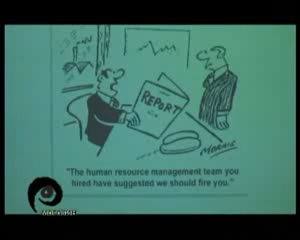 REPORT
MORRIS
"The human resource management team you
hired have suggested we should fire you."